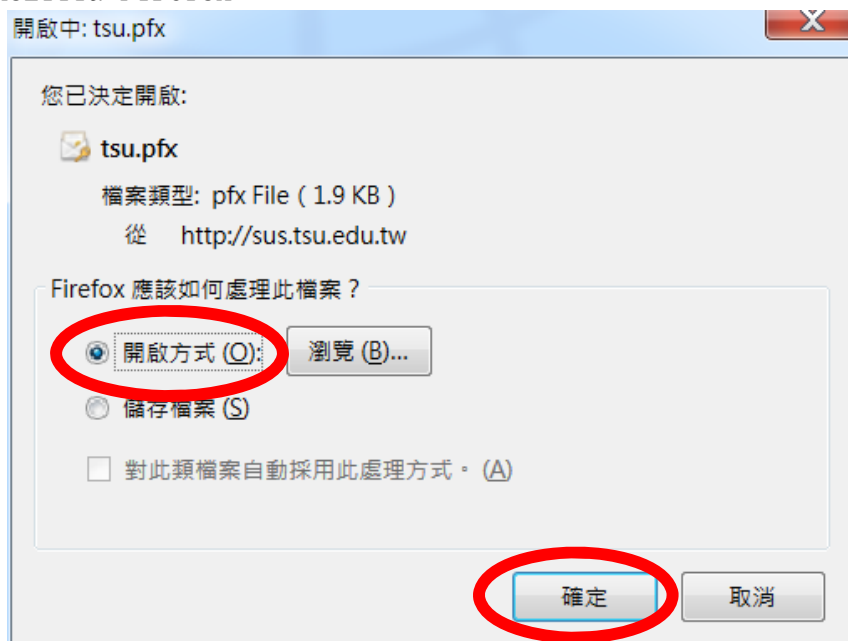 開啟中: tsu.pfx
您已決定開啟:
tsu.pfx
檔案類型: pfx File ( 1.9 KB )
從 http://sus.tsu.edu.tw
Firefox 應該如何處理此檔案？
開啟方式 (O): 瀏覽 (B)...
儲存檔案 (S)
對此類檔案自動採用此處理方式。(A)
確定 取消